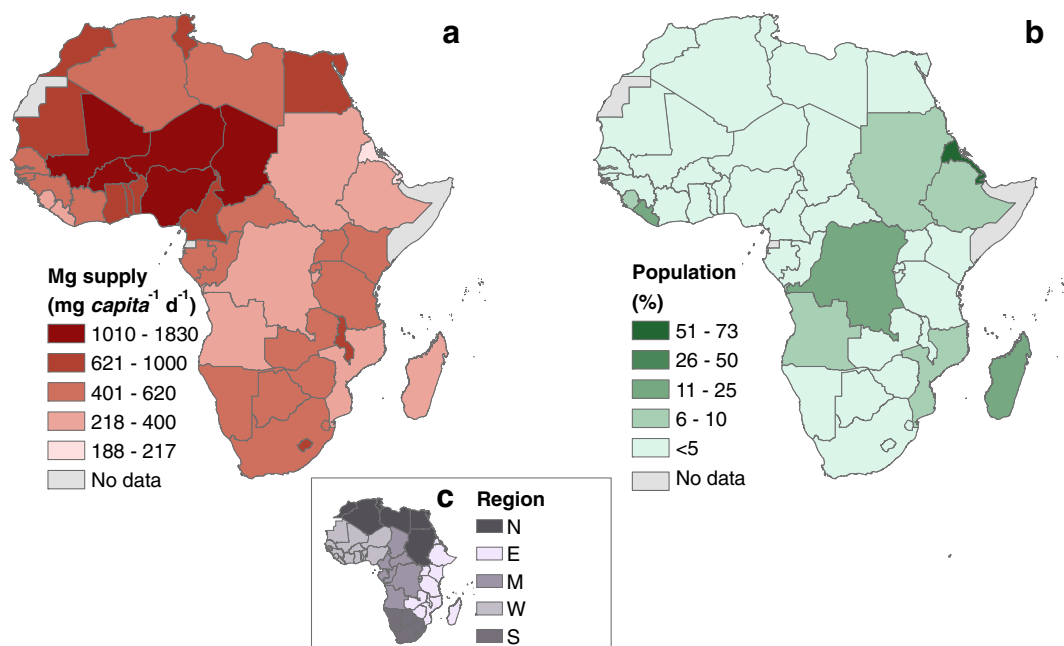 a
Mg supply
(mg capita⁻¹ d⁻¹)
1010 - 1830
621 - 1000
401 - 620
218 - 400
188 - 217
No data
b
Population
(%)
51 - 73
26 - 50
11 - 25
6 - 10
<5
No data
c
Region
N
E
M
W
S